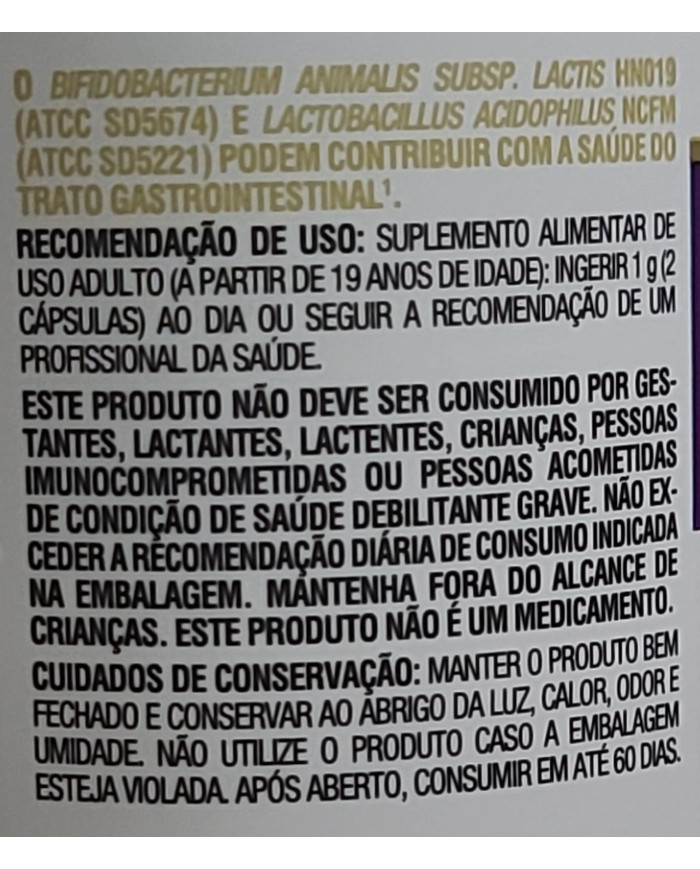 O BIFIDOBACTERIUM ANIMALIS SUBSP. LACTIS HN019
(ATCC SD5674) E LACTOBACILLUS ACIDOPHILUS NCFM
(ATCC SD5221) PODEM CONTRIBUIR COM A SAÚDE DO
TRATO GASTROINTESTINAL¹.
RECOMENDAÇÃO DE USO: SUPLEMENTO ALIMENTAR DE
USO ADULTO (A PARTIR DE 19 ANOS DE IDADE): INGERIR 1 g (2
CÁPSULAS) AO DIA OU SEGUIR A RECOMENDAÇÃO DE UM
PROFISSIONAL DA SAÚDE.
ESTE PRODUTO NÃO DEVE SER CONSUMIDO POR GES-
TANTES, LACTANTES, LACTENTES, CRIANÇAS, PESSOAS
IMUNOCOMPROMETIDAS OU PESSOAS ACOMETIDAS
DE CONDIÇÃO DE SAÚDE DEBILITANTE GRAVE. NÃO EX-
CEDER A RECOMENDAÇÃO DIÁRIA DE CONSUMO INDICADA
NA EMBALAGEM. MANTENHA FORA DO ALCANCE DE
CRIANÇAS. ESTE PRODUTO NÃO É UM MEDICAMENTO.
CUIDADOS DE CONSERVAÇÃO: MANTER O PRODUTO BEM
FECHADO E CONSERVAR AO ABRIGO DA LUZ, CALOR, ODOR E
UMIDADE. NÃO UTILIZE O PRODUTO CASO A EMBALAGEM
ESTEJA VIOLADA. APÓS ABERTO, CONSUMIR EM ATÉ 60 DIAS.